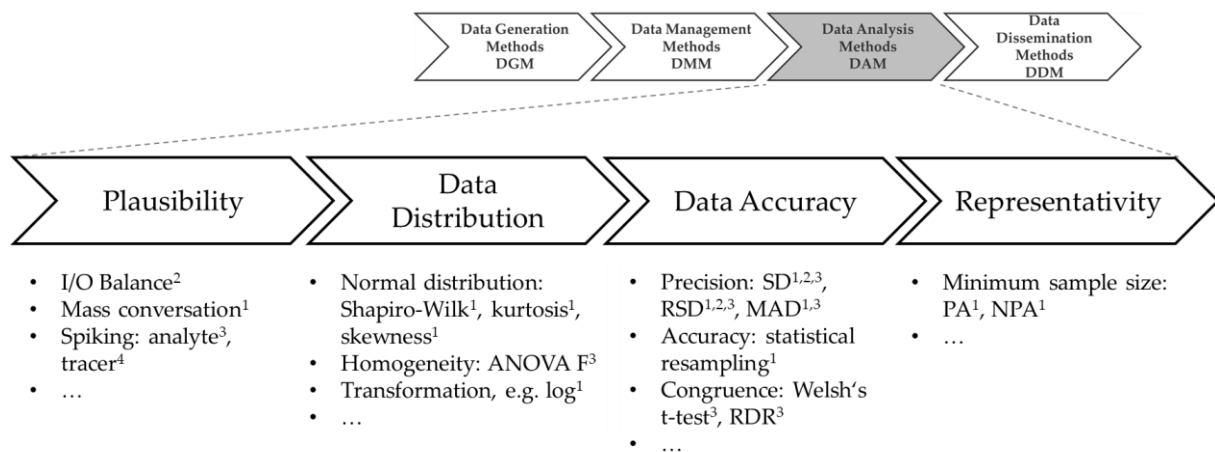 Data Generation
Methods
DGM
Data Management
Methods
DMM
Data Analysis
Methods
DAM
Data
Dissemination
Methods
DDM
Plausibility
Data
Distribution
Data Accuracy
Representativity
• I/O Balance²
• Mass conversation¹
• Spiking: analyte³,
tracer⁴
• …
• Normal distribution:
Shapiro-Wilk¹, kurtosis¹,
skewness¹
• Homogeneity: ANOVA F³
• Transformation, e.g. log¹
• …
• Precision: SD¹,²,³,
RSD¹,²,³, MAD¹,³
• Accuracy: statistical
resampling¹
• Congruence: Welsh‘s
t-test³, RDR³
• …
• Minimum sample size:
PA¹, NPA¹
• …